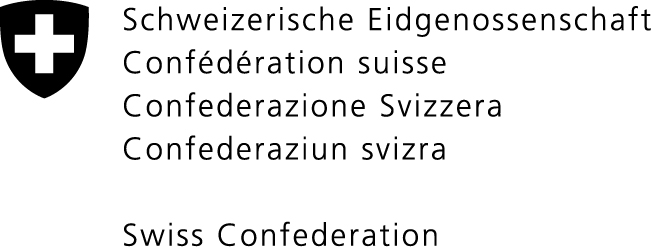 Schweizerische Eidgenossenschaft
Confédération suisse
Confederazione Svizzera
Confederaziun svizra
Swiss Confederation